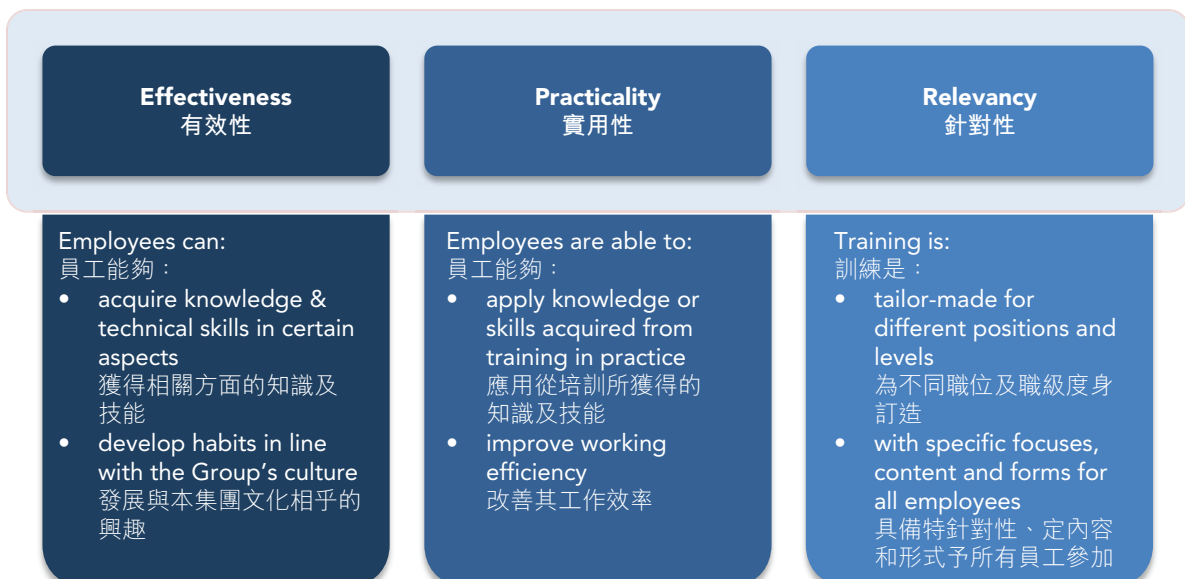 Effectiveness
有效性
Practicality
實用性
Relevancy
針對性
Employees can:
員工能夠：
• acquire knowledge &
technical skills in certain
aspects
獲得相關方面的知識及
技能
• develop habits in line
with the Group's culture
發展與本集團文化相乎的
興趣
Employees are able to:
員工能夠：
• apply knowledge or
skills acquired from
training in practice
應用從培訓所獲得的
知識及技能
• improve working
efficiency
改善其工作效率
Training is:
訓練是：
• tailor-made for
different positions and
levels
為不同職位及職級度身
訂造
• with specific focuses,
content and forms for
all employees
具備特針對性、定內容
和形式予所有員工參加